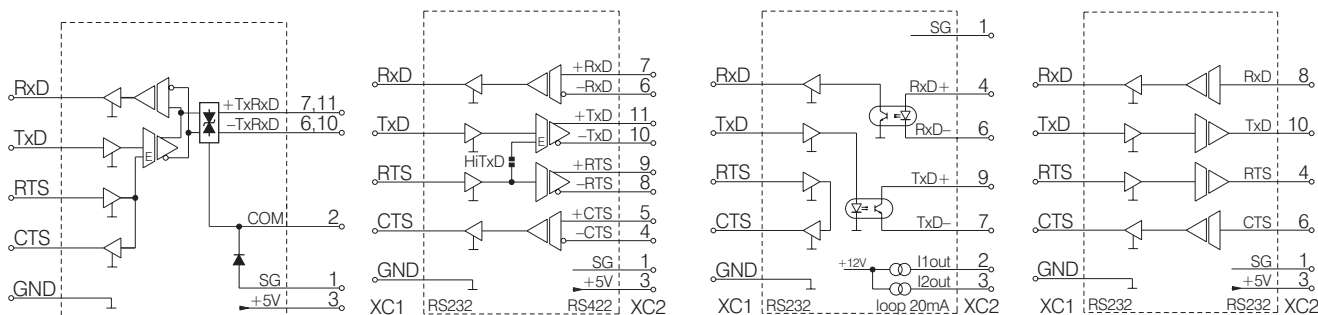 RxD
TxD
RTS
CTS
GND
E
+TxRxD 7,11
−TxRxD 6,10
COM 2
SG 1
+5V 3
RxD
TxD
RTS
CTS
GND
XC1
RS232
HiTxD
E
+RxD 7
−RxD 6
+TxD 11
−TxD 10
+RTS 9
−RTS 8
+CTS 5
−CTS 4
SG 1
+5V 3
RS422
XC2
RxD
TxD
RTS
CTS
GND
XC1
RS232
SG 1
RxD+ 4
RxD− 6
TxD+ 9
TxD− 7
+12V
I1out 2
I2out 3
loop 20mA
XC2
RxD
TxD
RTS
CTS
GND
XC1
RS232
RxD 8
TxD 10
RTS 4
CTS 6
SG 1
+5V 3
RS232
XC2